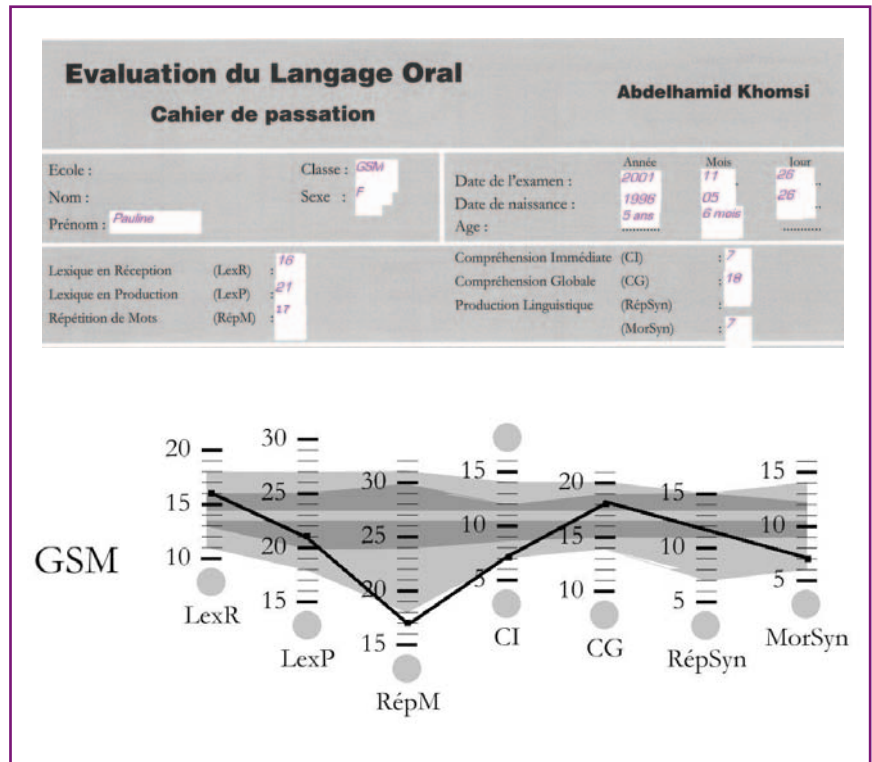 Evaluation du Langage Oral
Cahier de passation
Abdelhamid Khomsi
Ecole :
Classe : GSM
Nom :
Sexe : F
Prénom : Pauline
Année Mois Jour
Date de l'examen : 2001 11 26
Date de naissance : 1996 05 26
Age : 5 ans 6 mois
Lexique en Réception (LexR) : 16
Lexique en Production (LexP) : 21
Répétition de Mots (RépM) : 17
Compréhension Immédiate (CI) : 7
Compréhension Globale (CG) : 18
Production Linguistique (RépSyn) :
(MorSyn) : 7
20 30 15 20 15
15 25 30 10 15 15 10
10 20 25 5 10 10 5
15 20 5
15
GSM
LexR
LexP
RépM
CI
CG
RépSyn
MorSyn